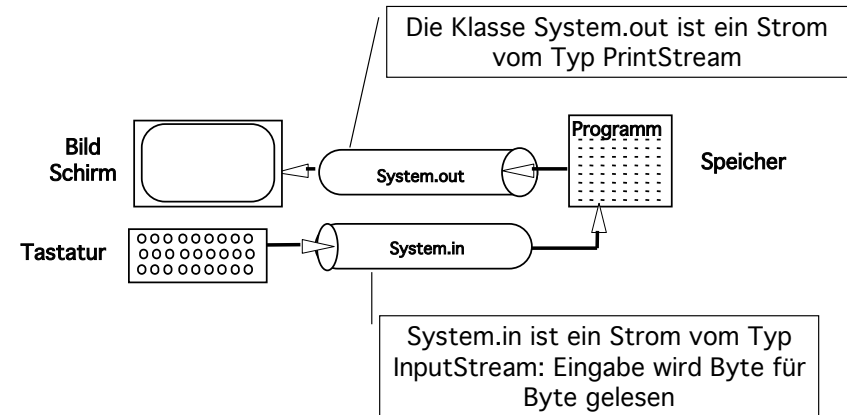 Die Klasse System.out ist ein Strom
vom Typ PrintStream
Bild
Schirm
System.out
Programm
Speicher
Tastatur
System.in
System.in ist ein Strom vom Typ
InputStream: Eingabe wird Byte für
Byte gelesen